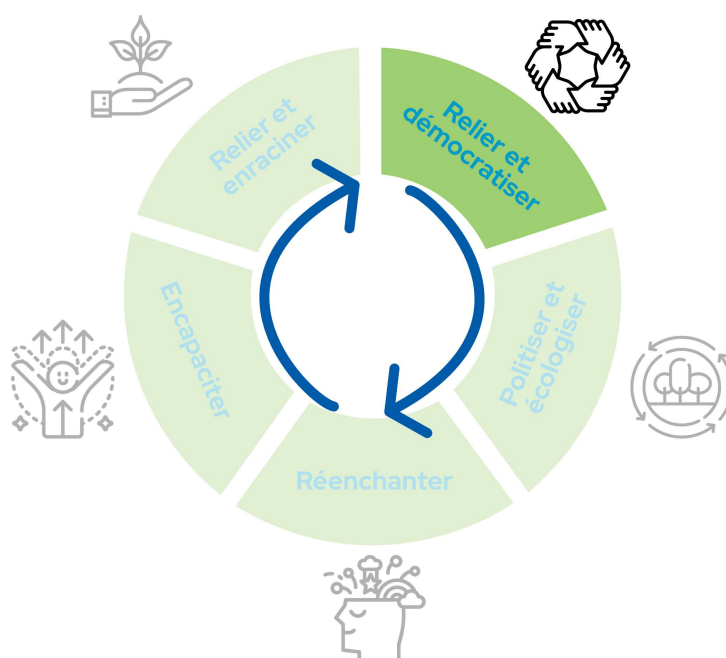 Relier et
enraciner
Relier et
démocratiser
Encapaciter
Politiser et
écologiser
Réenchanter